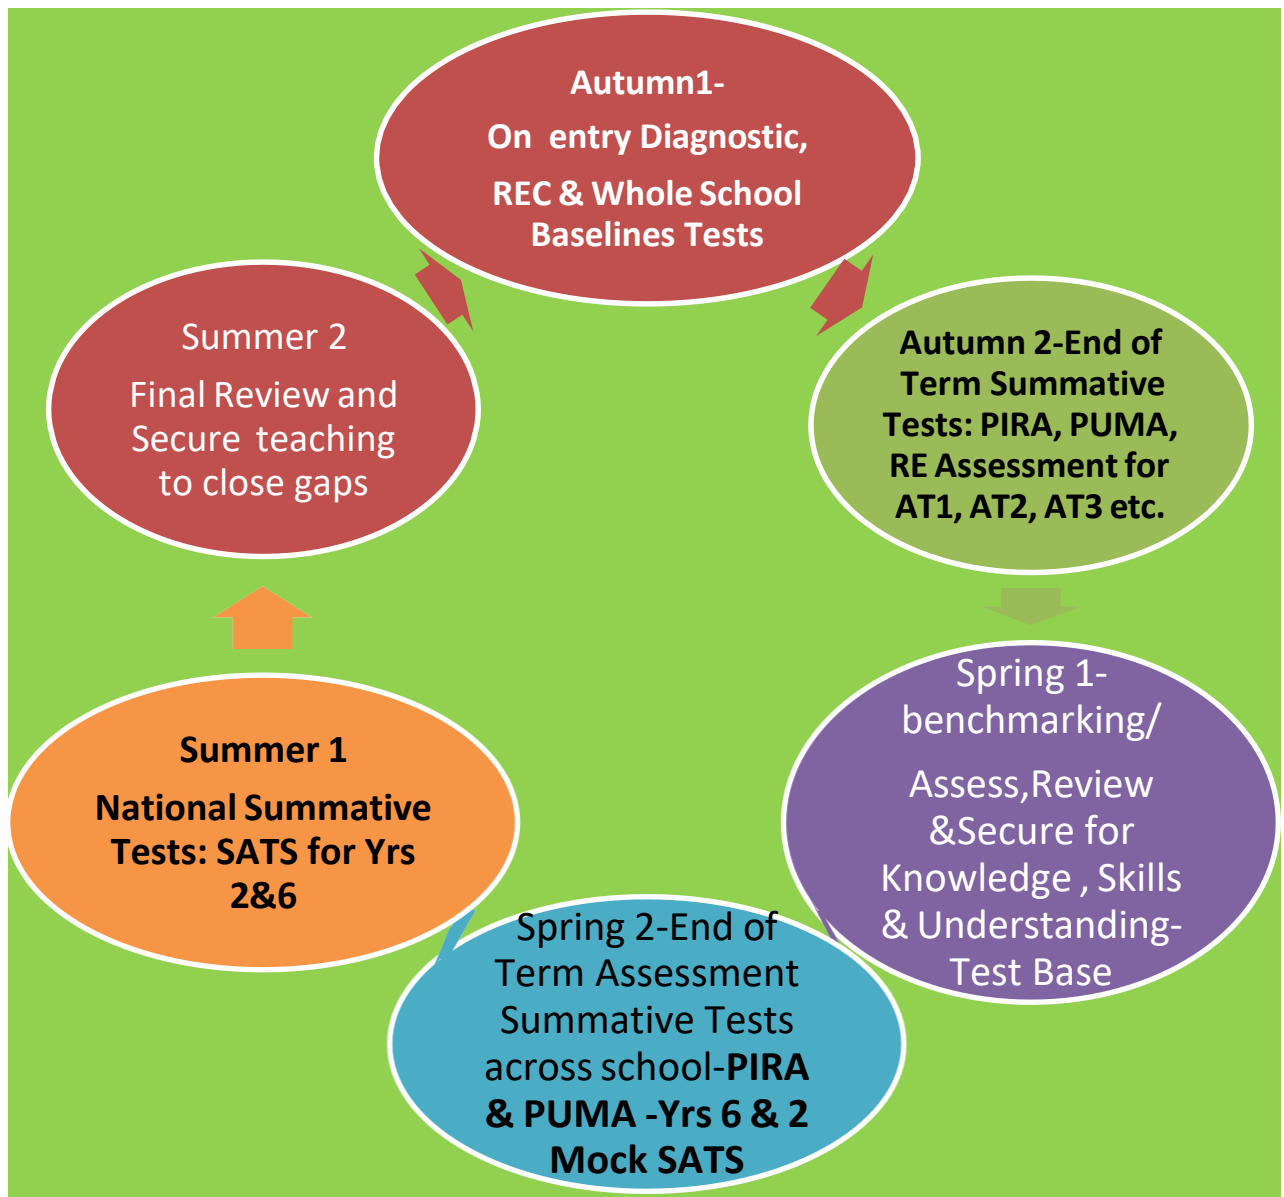 Autumn1-
On entry Diagnostic,
REC & Whole School
Baselines Tests
Autumn 2-End of
Term Summative
Tests: PIRA, PUMA,
RE Assessment for
AT1, AT2, AT3 etc.
Spring 1-
benchmarking/
Assess,Review
&Secure for
Knowledge , Skills
& Understanding-
Test Base
Spring 2-End of
Term Assessment
Summative Tests
across school-PIRA
& PUMA -Yrs 6 & 2
Mock SATS
Summer 1
National Summative
Tests: SATS for Yrs
2&6
Summer 2
Final Review and
Secure teaching
to close gaps